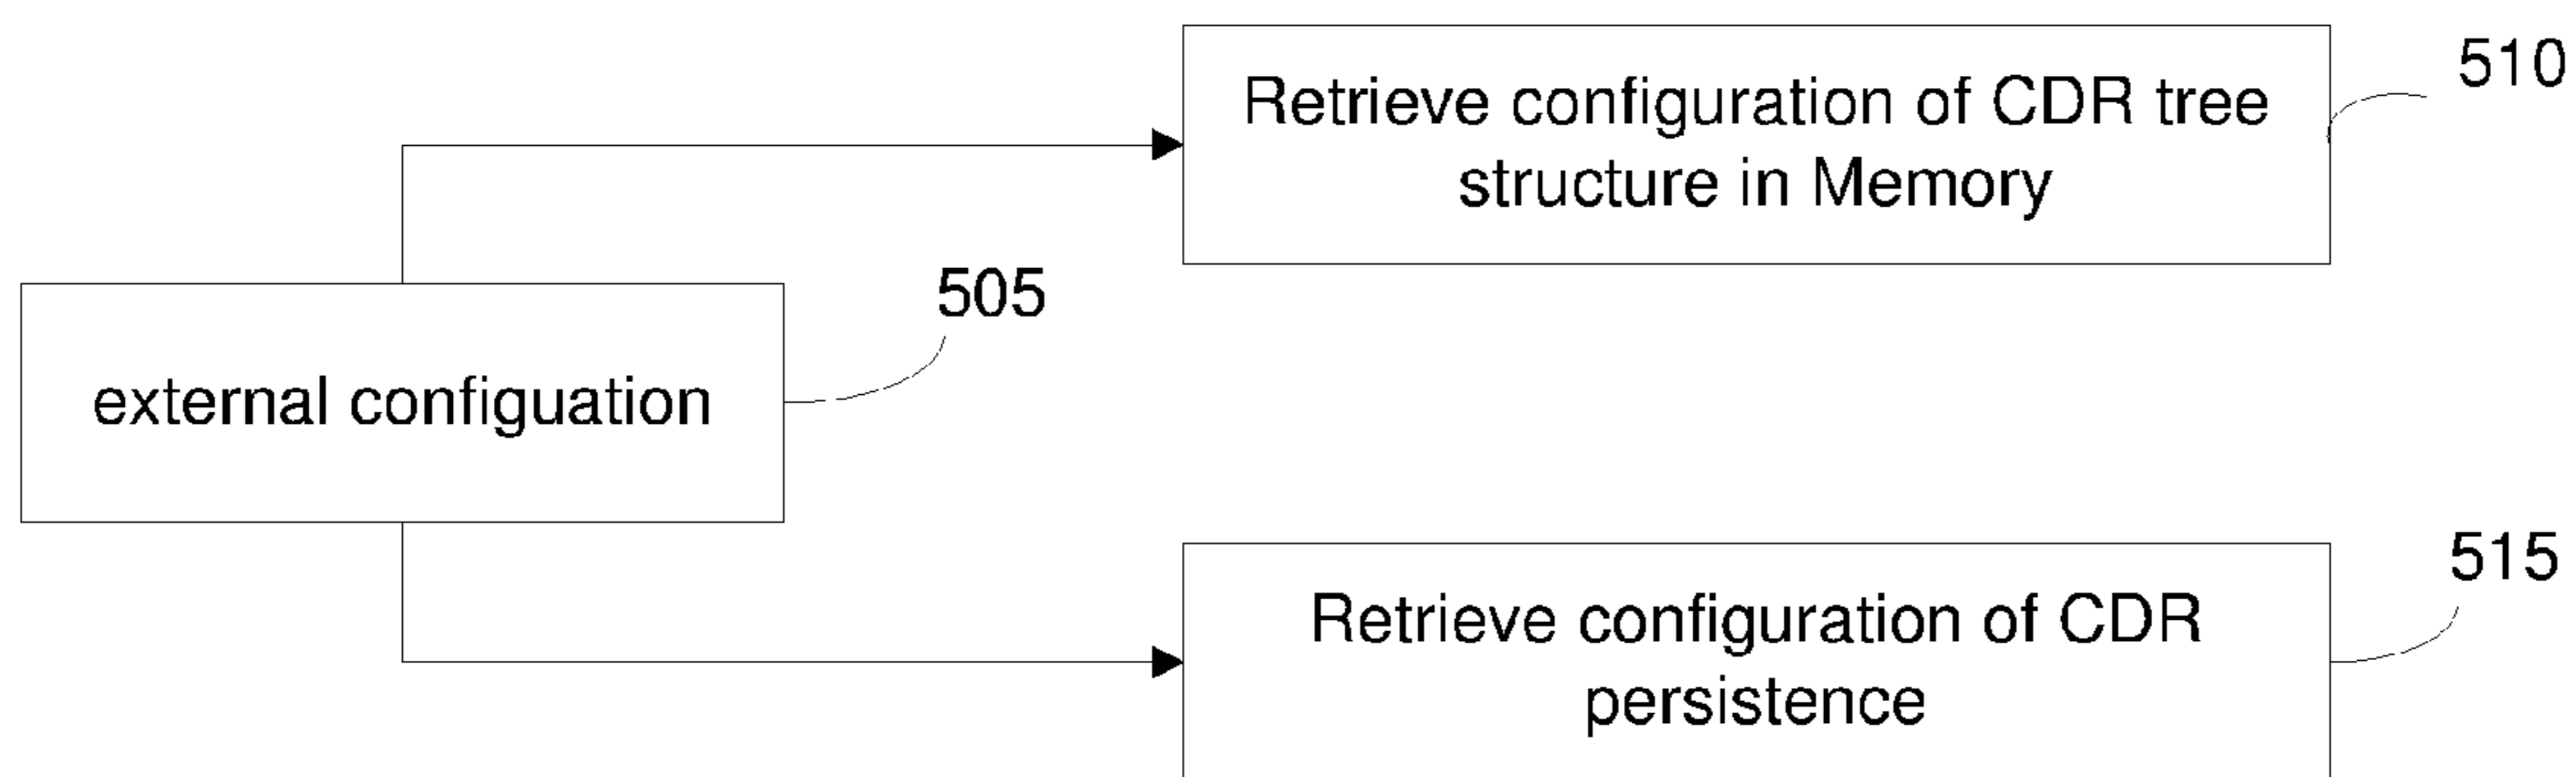 Retrieve configuration of CDR tree
structure in Memory
510
505
external configuation
515
Retrieve configuration of CDR
persistence